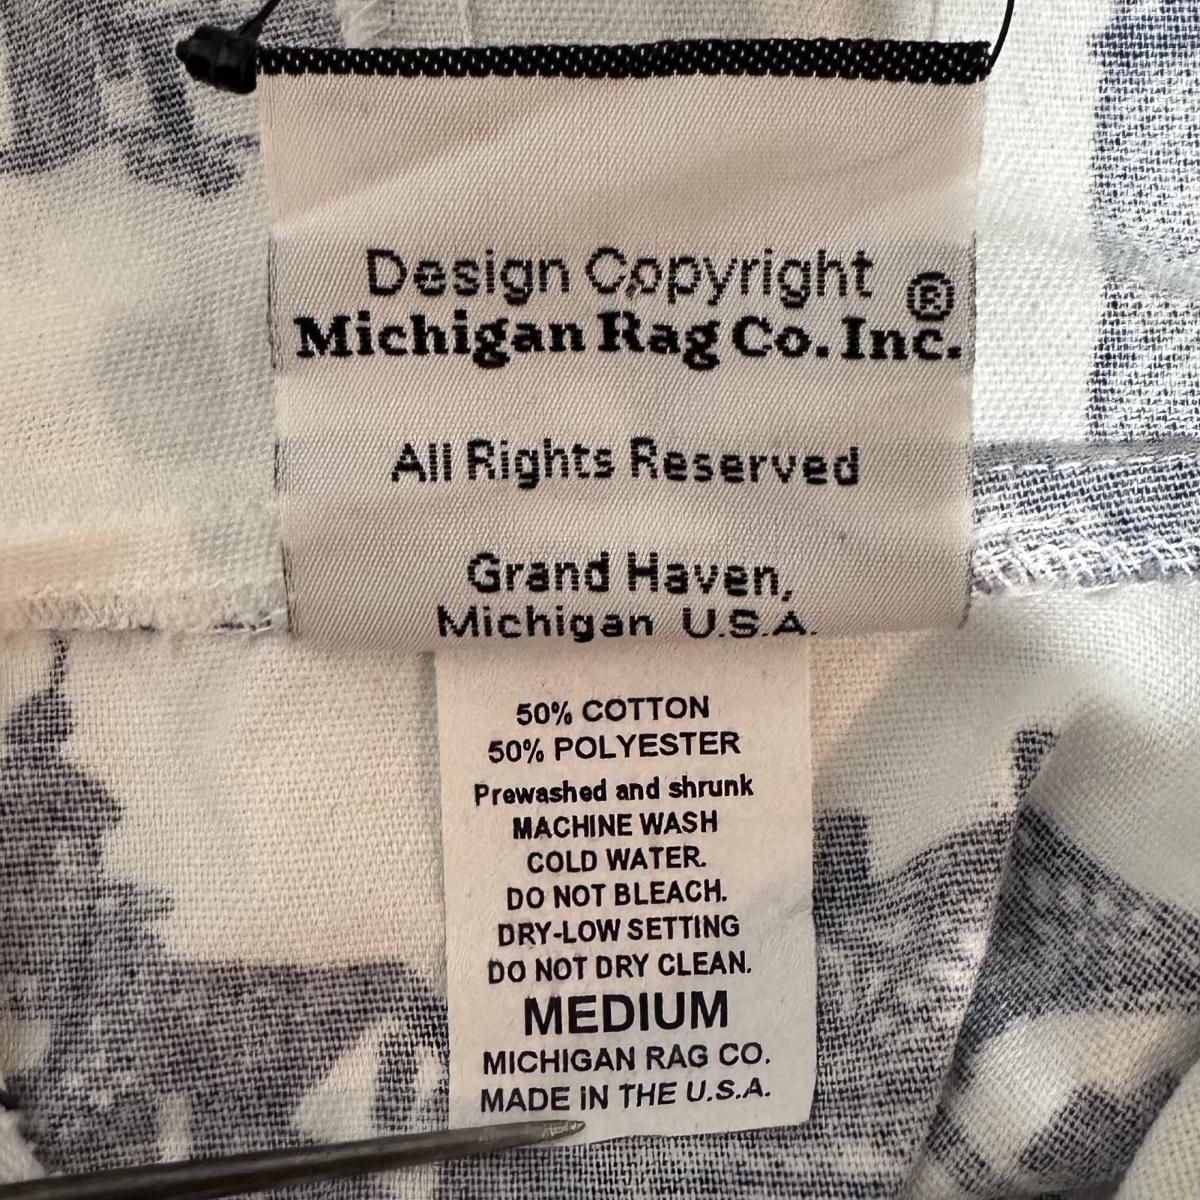 Design Copyright ®
Michigan Rag Co. Inc.
All Rights Reserved
Grand Haven,
Michigan U.S.A.
50% COTTON
50% POLYESTER
Prewashed and shrunk
MACHINE WASH
COLD WATER.
DO NOT BLEACH.
DRY-LOW SETTING
DO NOT DRY CLEAN.
MEDIUM
MICHIGAN RAG CO.
MADE iN THE U.S.A.